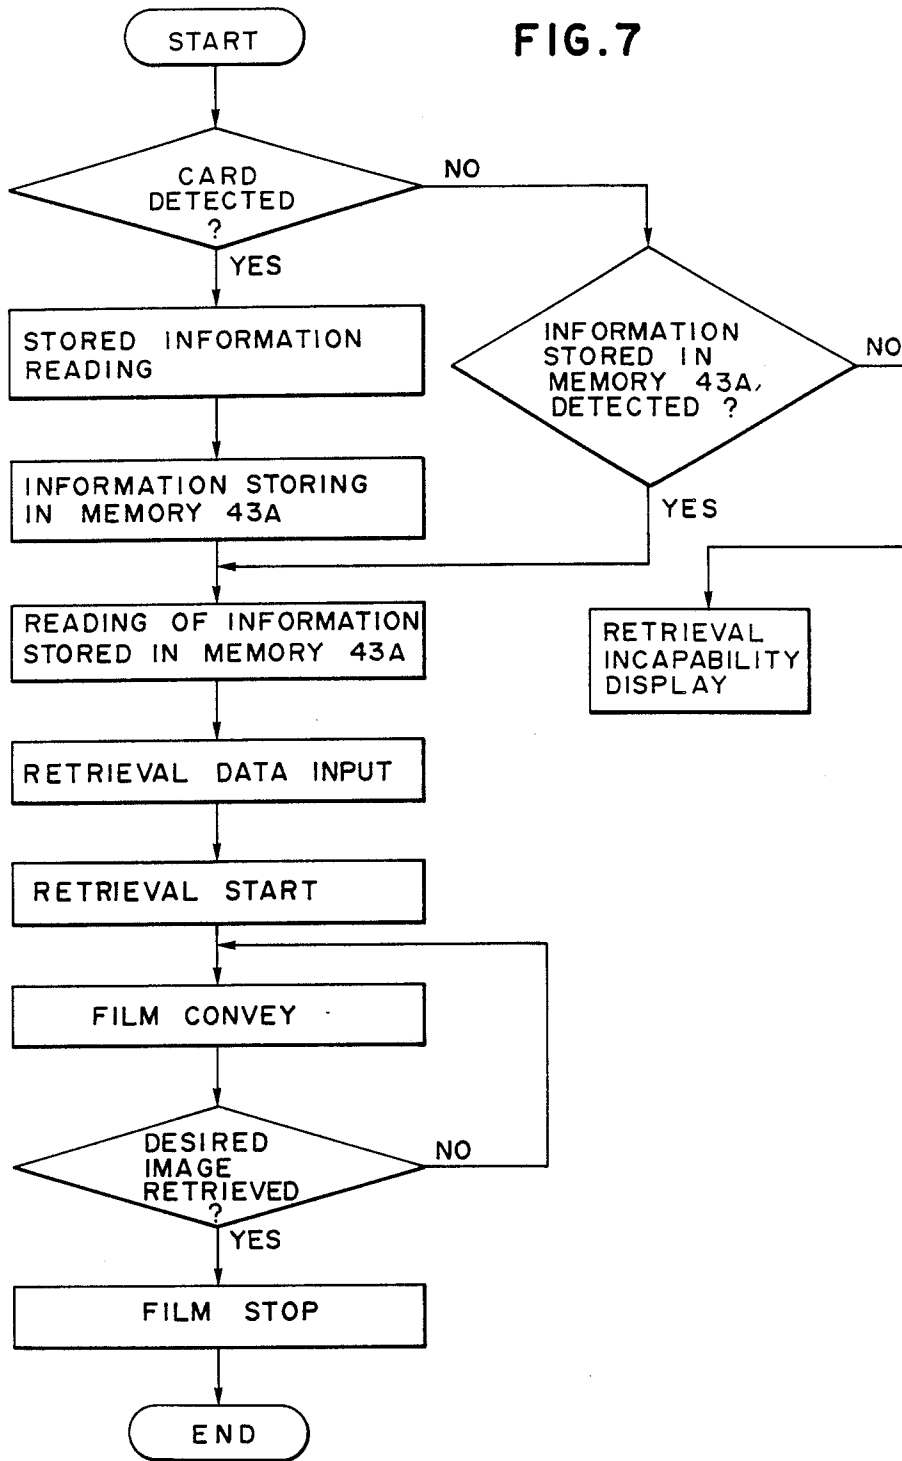 FIG.7
START
CARD
DETECTED
?
NO
YES
STORED INFORMATION
READING
INFORMATION
STORED IN
MEMORY 43A,
DETECTED ?
NO
YES
INFORMATION STORING
IN MEMORY 43A
READING OF INFORMATION
STORED IN MEMORY 43A
RETRIEVAL
INCAPABILITY
DISPLAY
RETRIEVAL DATA INPUT
RETRIEVAL START
FILM CONVEY
DESIRED
IMAGE
RETRIEVED
?
NO
YES
FILM STOP
END